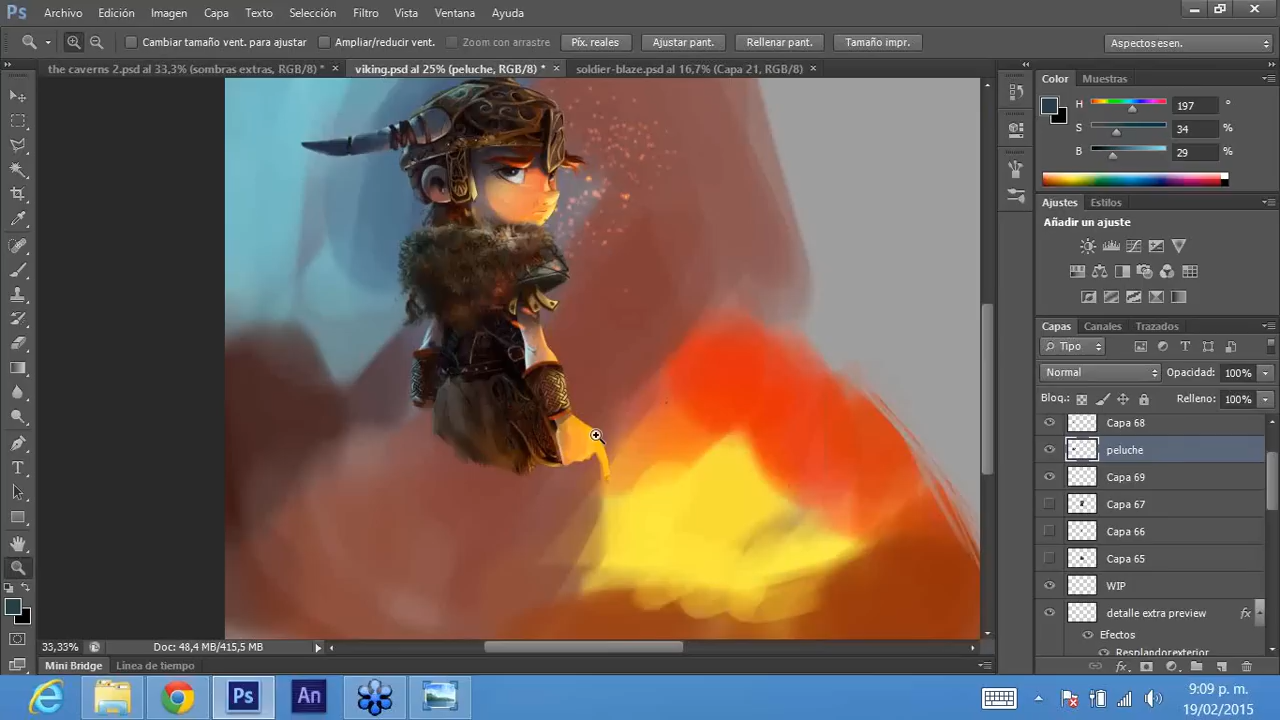 Ps Archivo Edición Imagen Capa Texto Selección Filtro Vista Ventana Ayuda
Cambiar tamaño vent. para ajustar Ampliar/reducir vent. Zoom con arrastre Píx. reales Ajustar pant. Rellenar pant. Tamaño impr. Aspectos esen.
the caverns 2.psd al 33,3% (sombras extras, RGB/8) * × viking.psd al 25% (peluche, RGB/8) * × soldier-blaze.psd al 16,7% (Capa 21, RGB/8) ×
Color Muestras
H 197 °
S 34 %
B 29 %
Ajustes Estilos
Añadir un ajuste
Capas Canales Trazados
Tipo
Normal Opacidad: 100%
Bloq.: Relleno: 100%
Capa 68
peluche
Capa 69
Capa 67
Capa 66
Capa 65
WIP
detalle extra preview fx
Efectos
Resplandor exterior
33,33% Doc: 48,4 MB/415,5 MB
Mini Bridge Línea de tiempo
Ps An
9:09 p. m.
19/02/2015